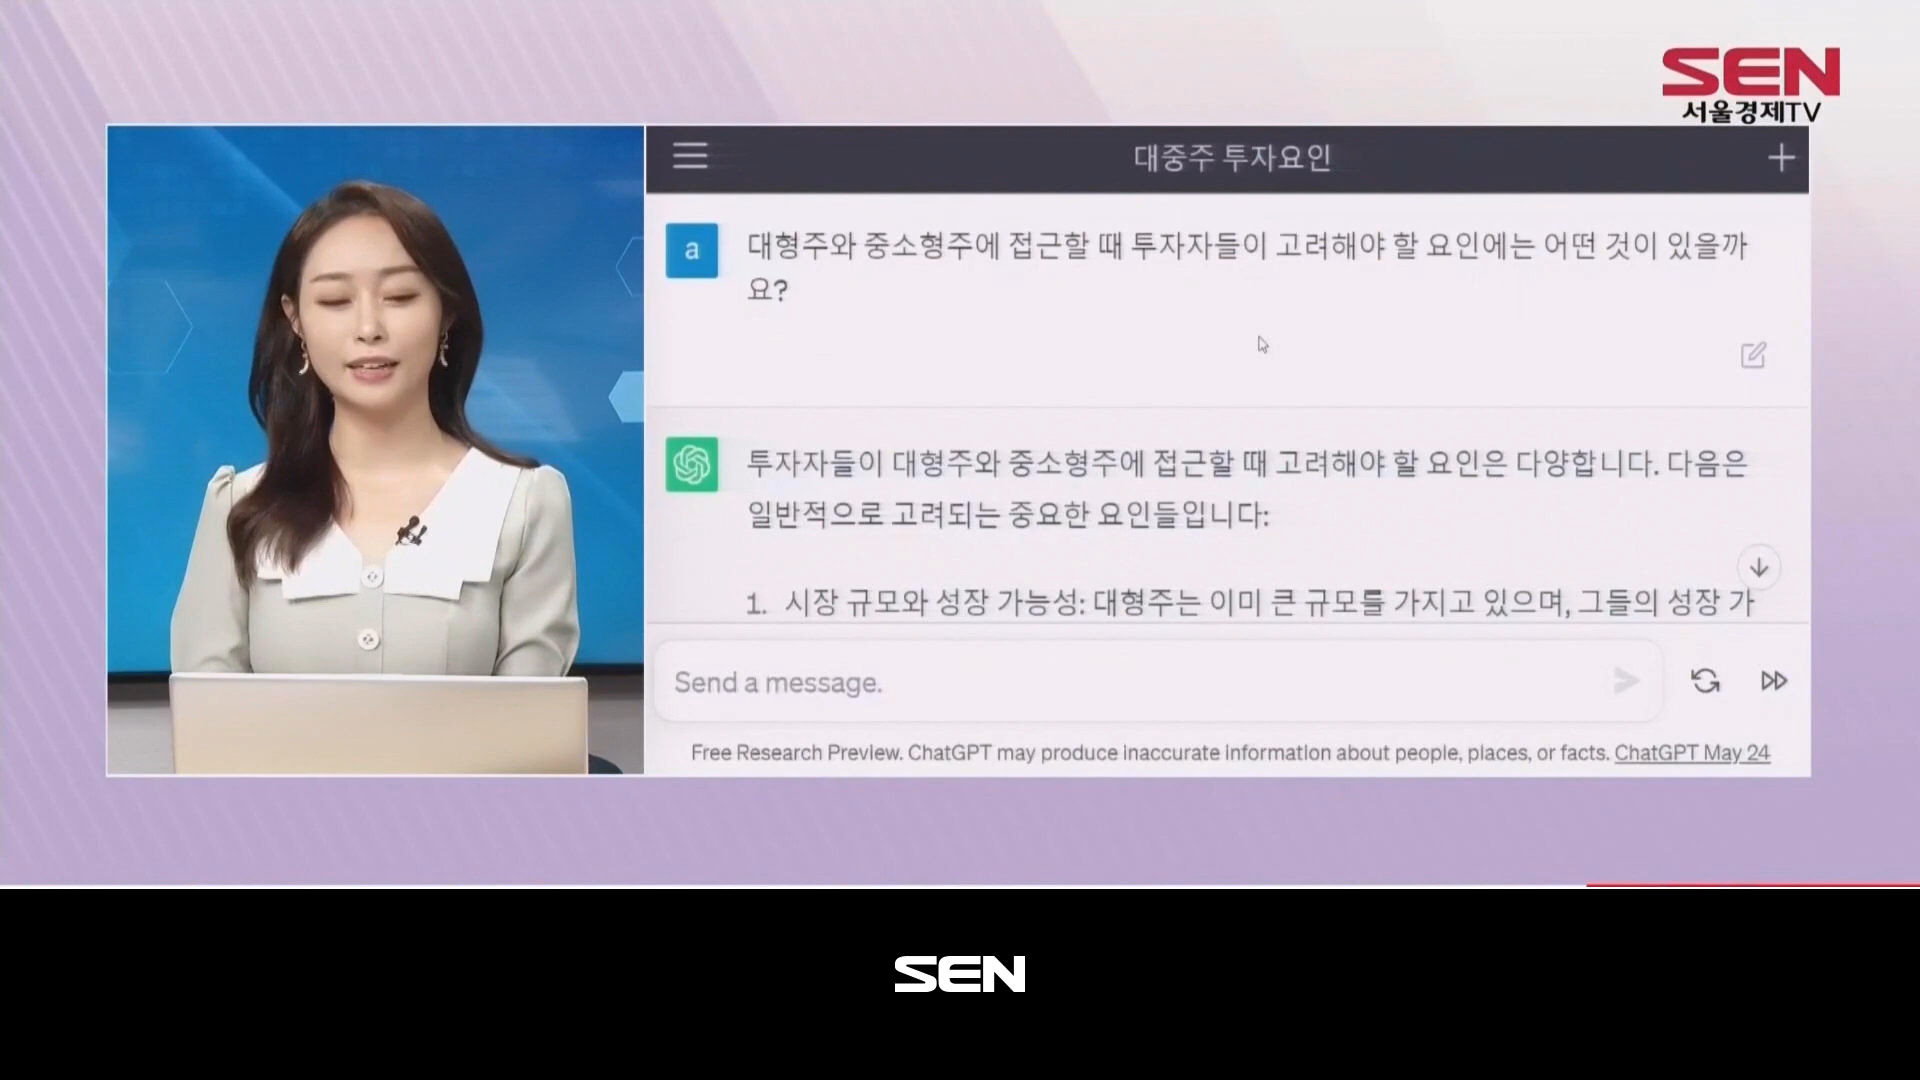 SEN
서울경제TV
대중주 투자요인
a
대형주와 중소형주에 접근할 때 투자자들이 고려해야 할 요인에는 어떤 것이 있을까
요?
투자자들이 대형주와 중소형주에 접근할 때 고려해야 할 요인은 다양합니다. 다음은
일반적으로 고려되는 중요한 요인들입니다:
1. 시장 규모와 성장 가능성: 대형주는 이미 큰 규모를 가지고 있으며, 그들의 성장 가
Send a message.
Free Research Preview. ChatGPT may produce inaccurate information about people, places, or facts. ChatGPT May 24
SEN